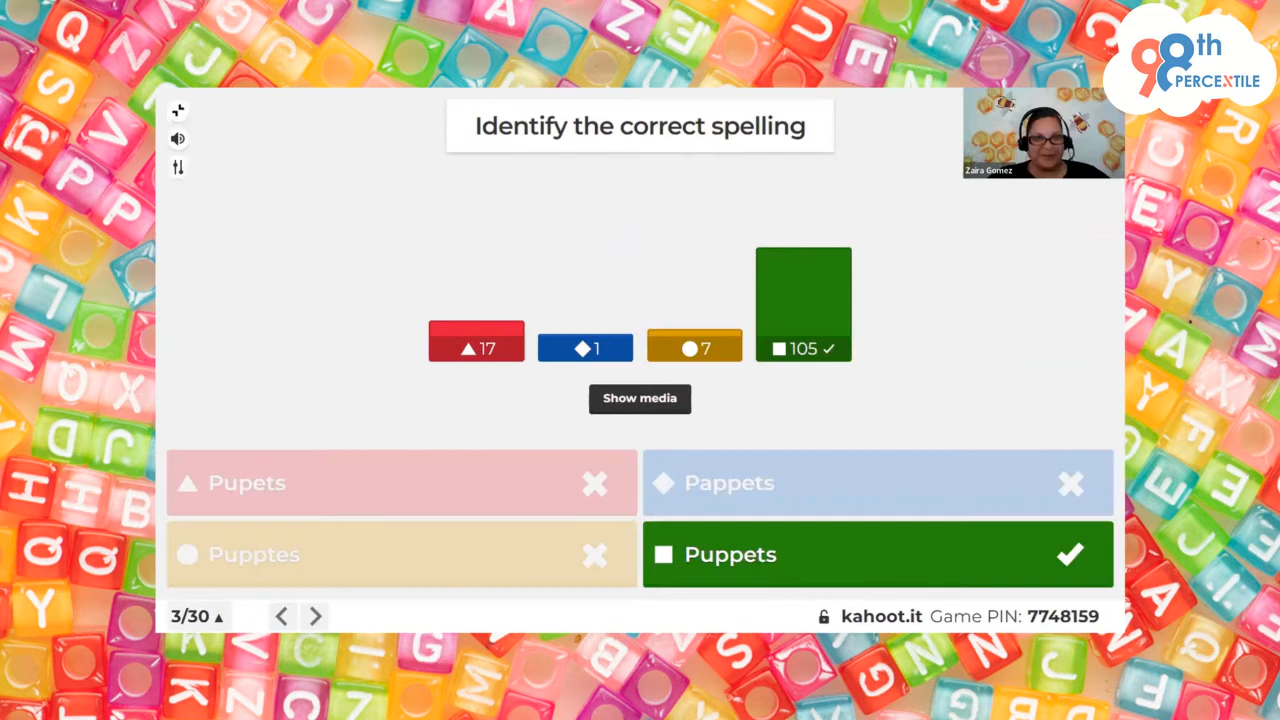 98th
PERCEXTILE
Identify the correct spelling
Zaira Gomez
17
1
7
105
Show media
Pupets
Pappets
Pupptes
Puppets
3/30
kahoot.it Game PIN: 7748159